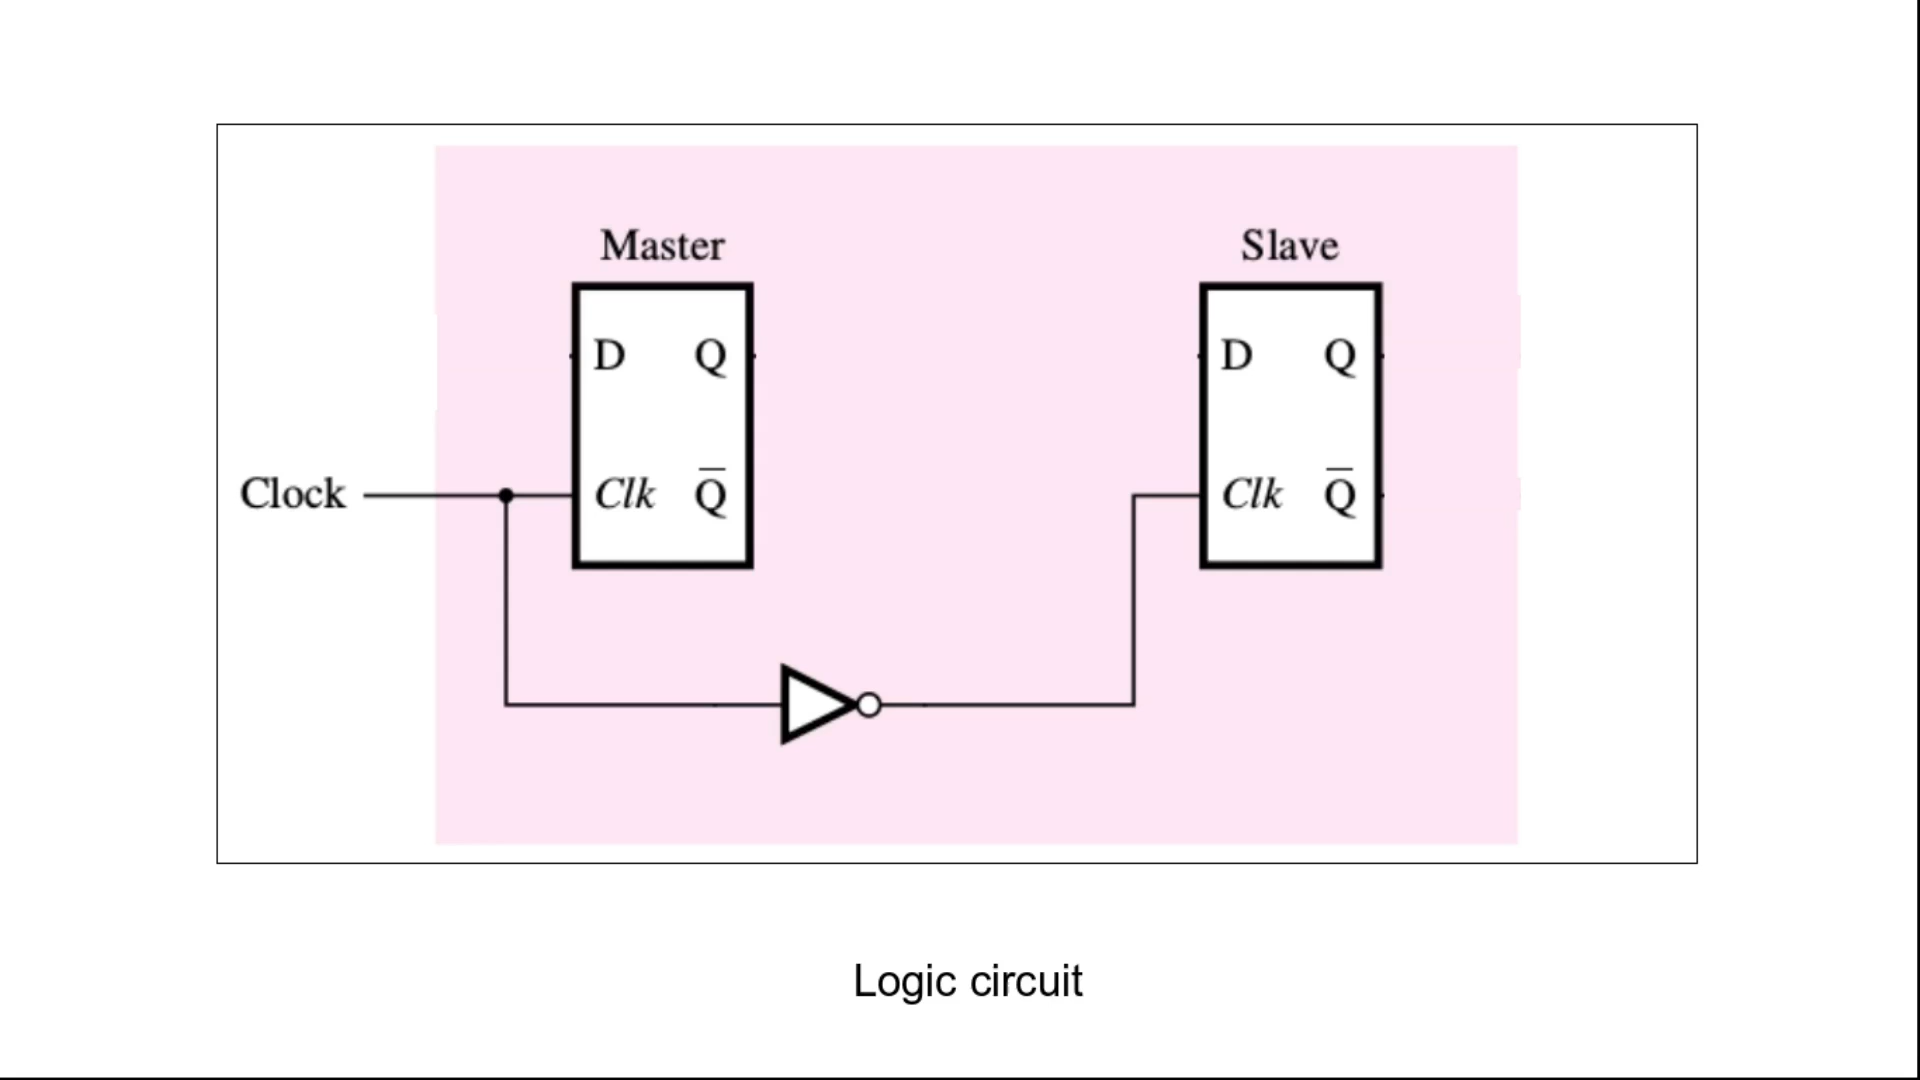 Master Slave
D Q D Q
Clock Clk Q̅ Clk Q̅
Logic circuit